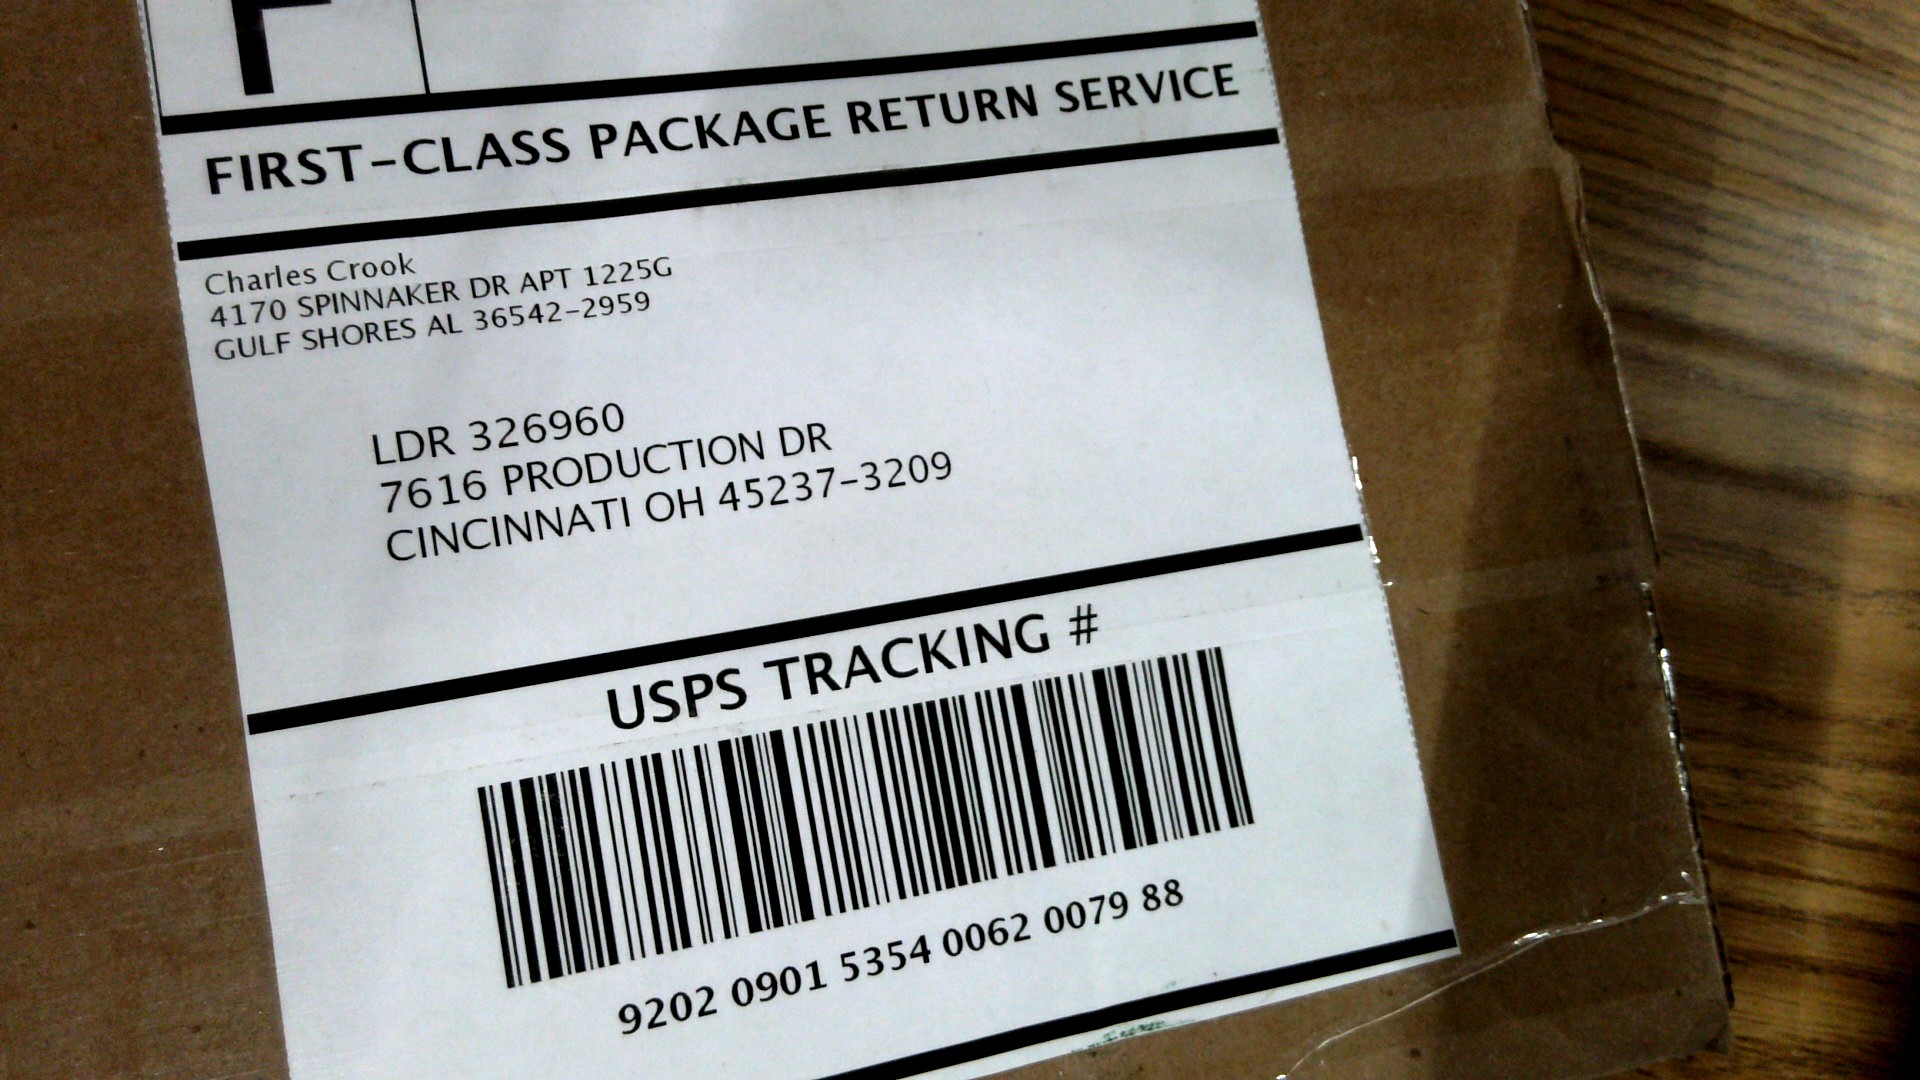 F
FIRST-CLASS PACKAGE RETURN SERVICE
Charles Crook
4170 SPINNAKER DR APT 1225G
GULF SHORES AL 36542-2959
LDR 326960
7616 PRODUCTION DR
CINCINNATI OH 45237-3209
USPS TRACKING #
9202 0901 5354 0062 0079 88